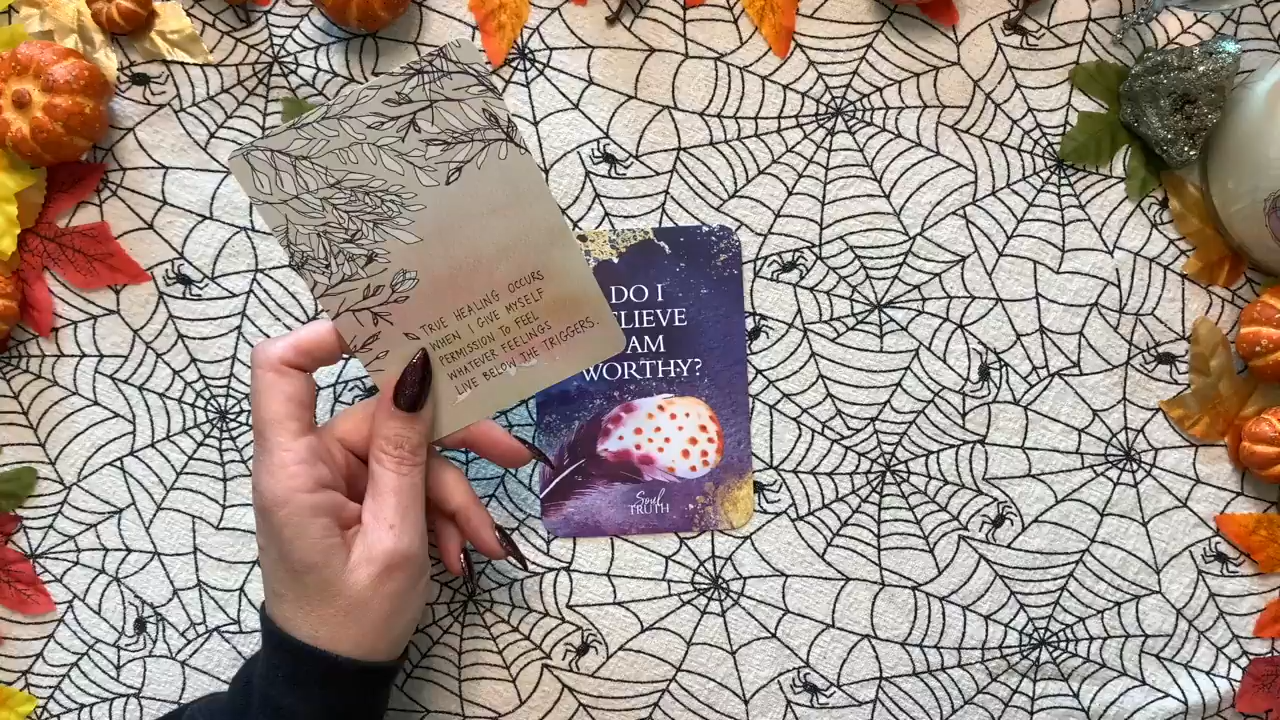 TRUE HEALING OCCURS
WHEN I GIVE MYSELF
PERMISSION TO FEEL
WHATEVER FEELINGS
LIVE BELOW THE TRIGGERS.
DO I
ELIEVE
AM
WORTHY?
Soul
TRUTH